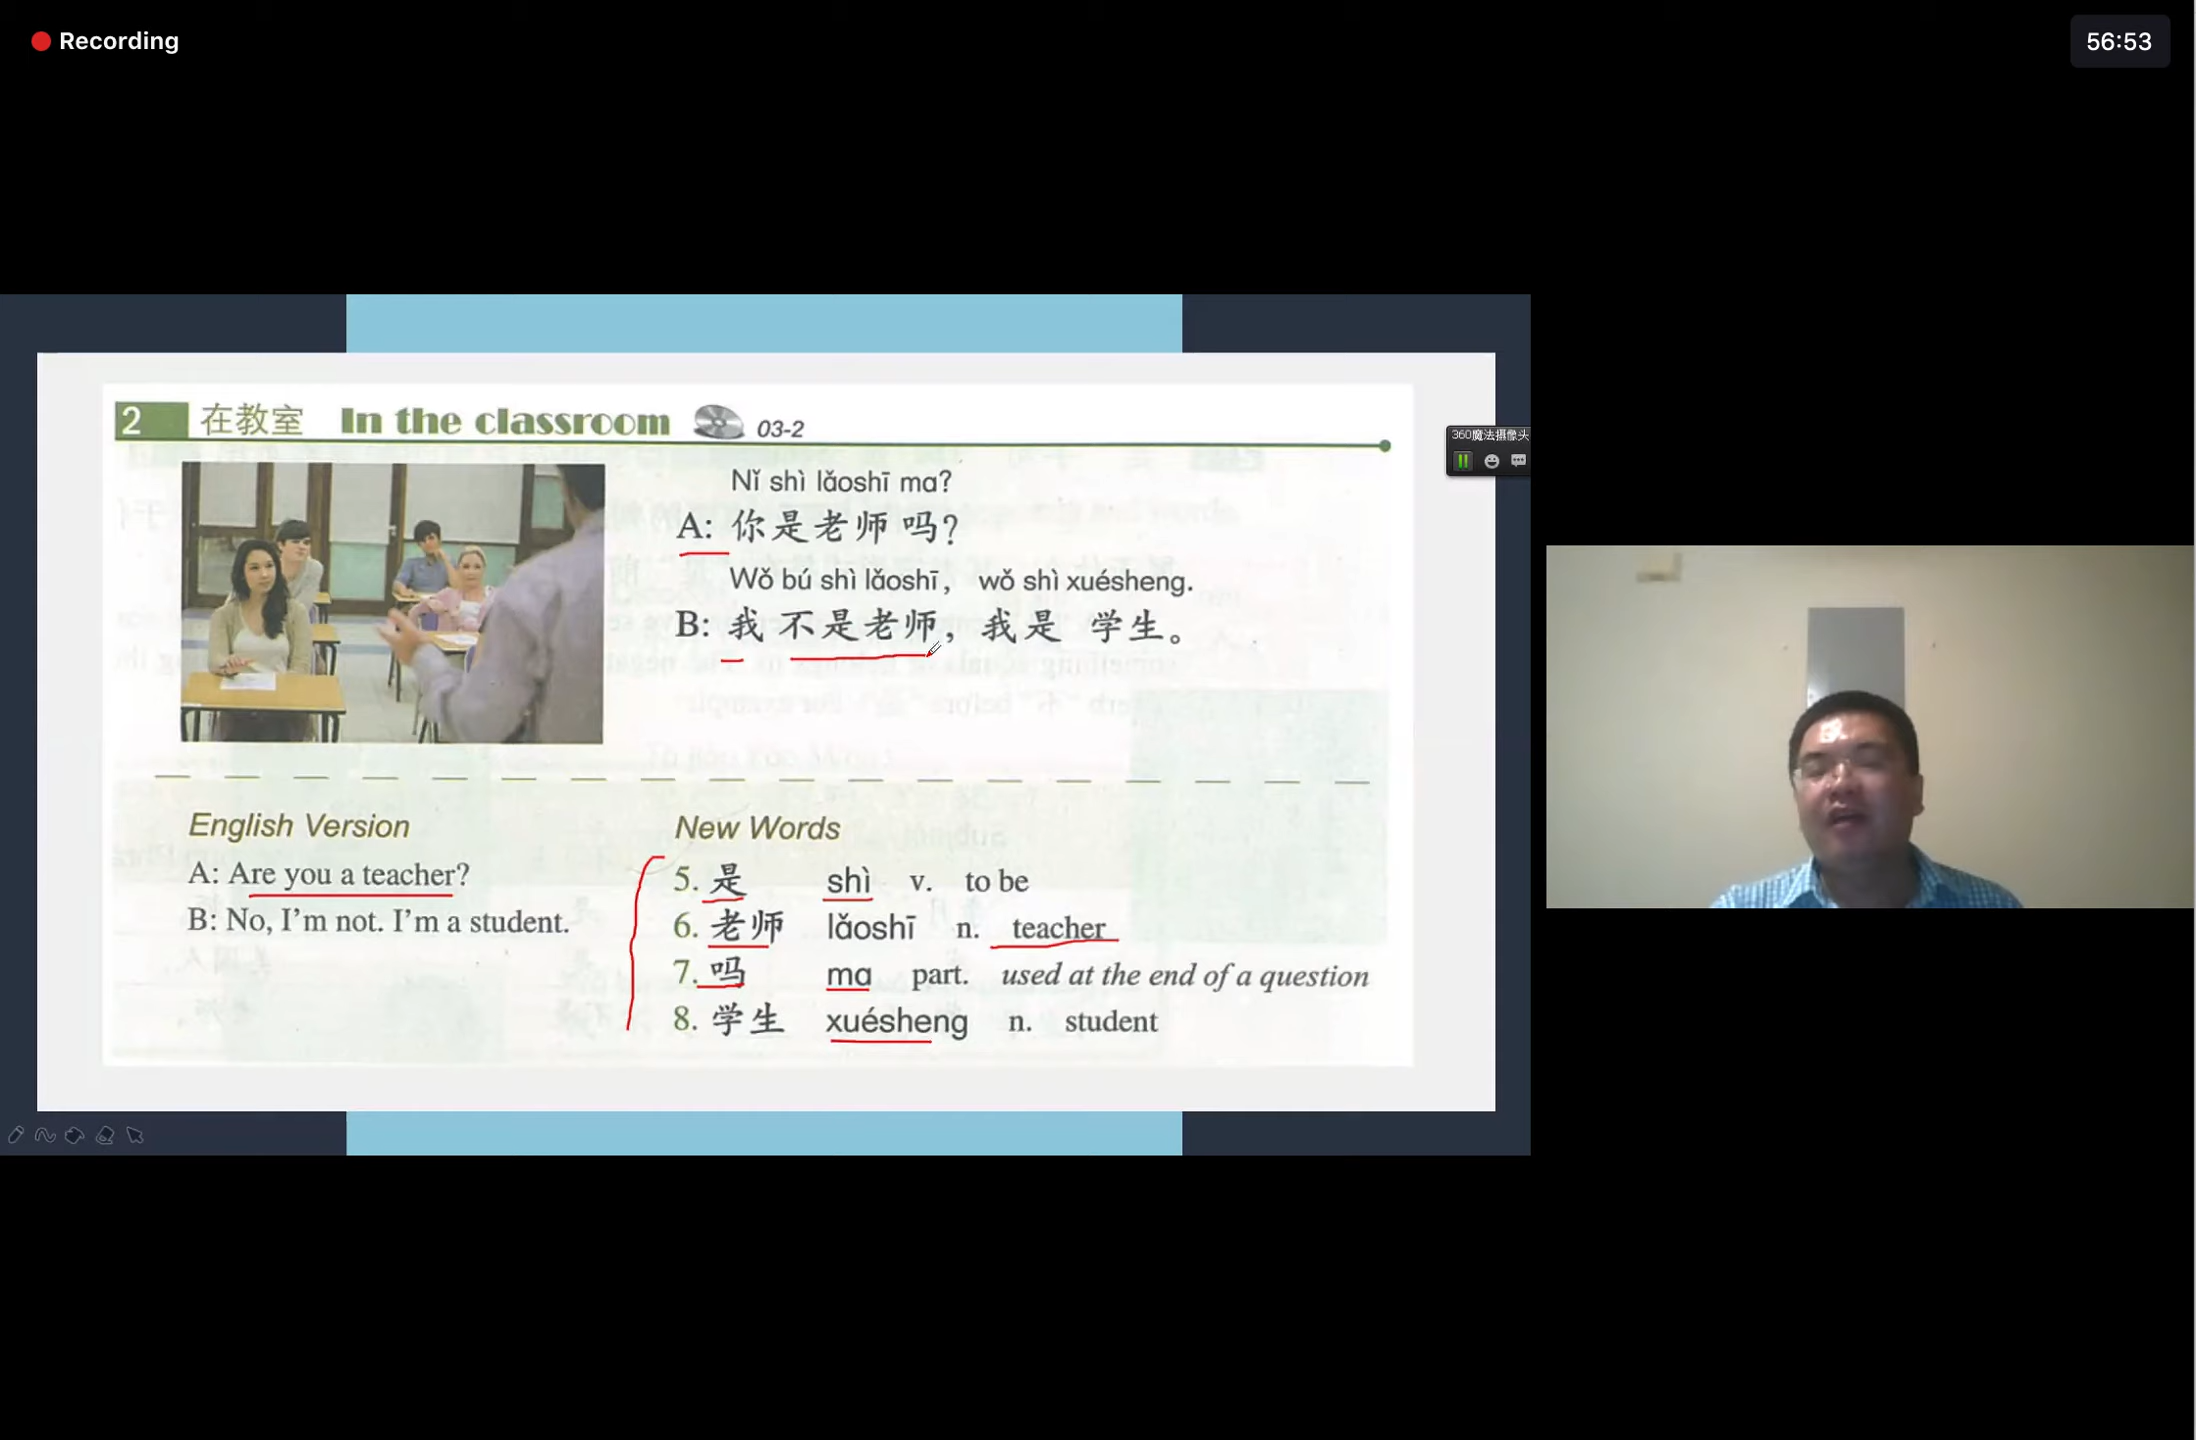 Recording
56:53
2 在教室 In the classroom 03-2
360魔法摄像头
Nǐ shì lǎoshī ma?
A: 你是老师吗?
Wǒ bú shì lǎoshī, wǒ shì xuésheng.
B: 我 不是老师, 我是 学生。
English Version
A: Are you a teacher?
B: No, I'm not. I'm a student.
New Words
5. 是 shì v. to be
6. 老师 lǎoshī n. teacher
7. 吗 ma part. used at the end of a question
8. 学生 xuésheng n. student